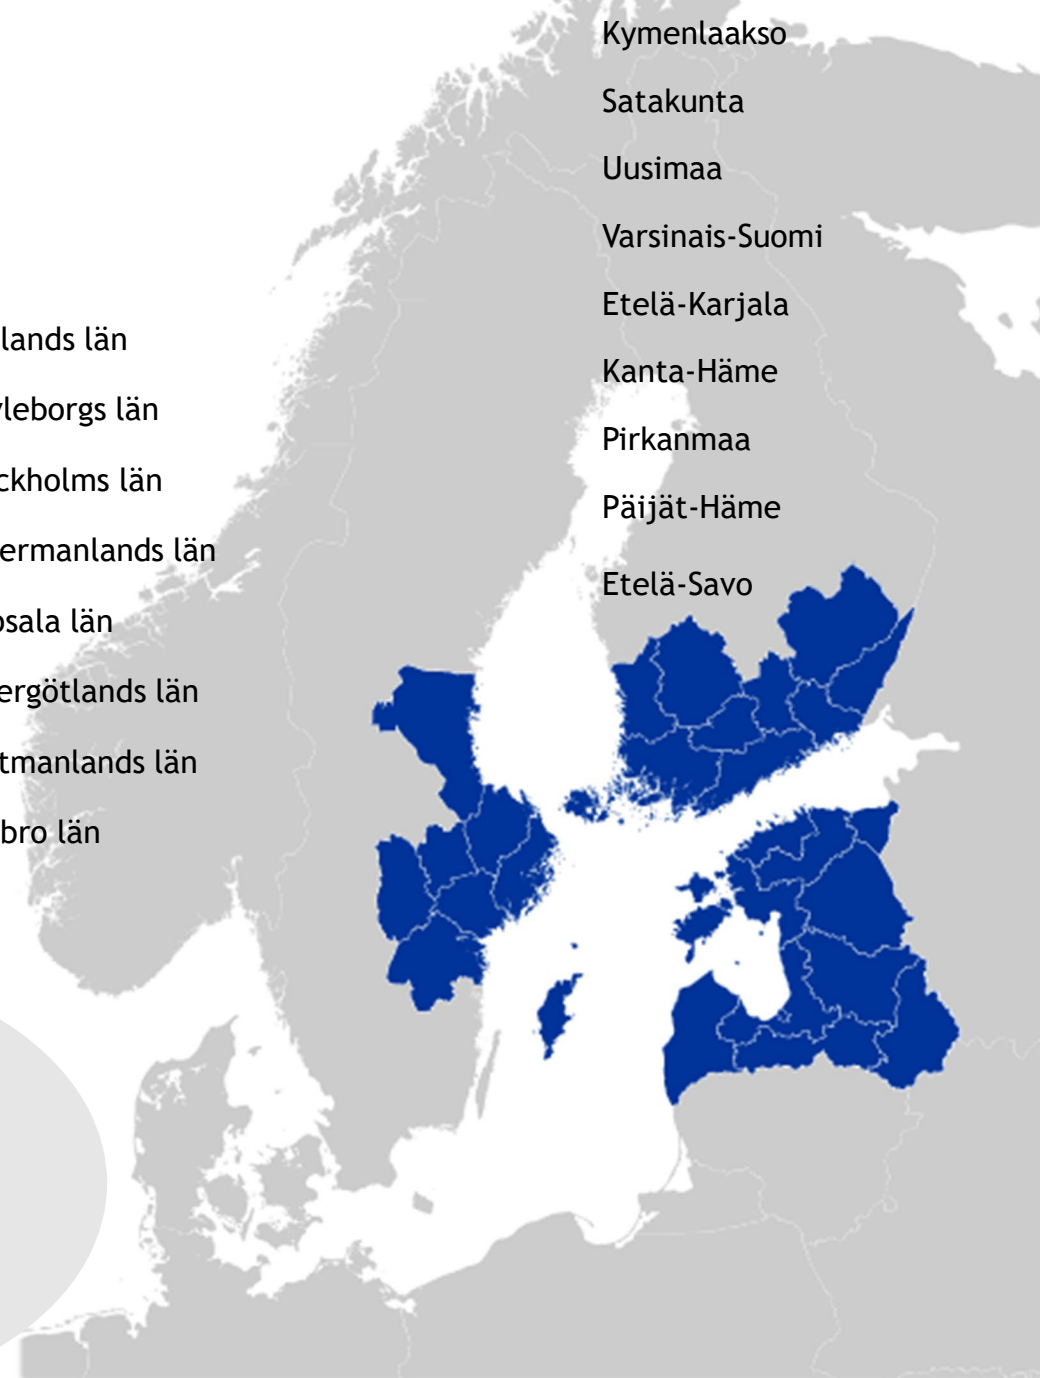 Kymenlaakso
Satakunta
Uusimaa
Varsinais-Suomi
Etelä-Karjala
Kanta-Häme
Pirkanmaa
Päijät-Häme
Etelä-Savo
lands län
leborgs län
ckholms län
ermanlands län
sala län
ergötlands län
tmanlands län
bro län